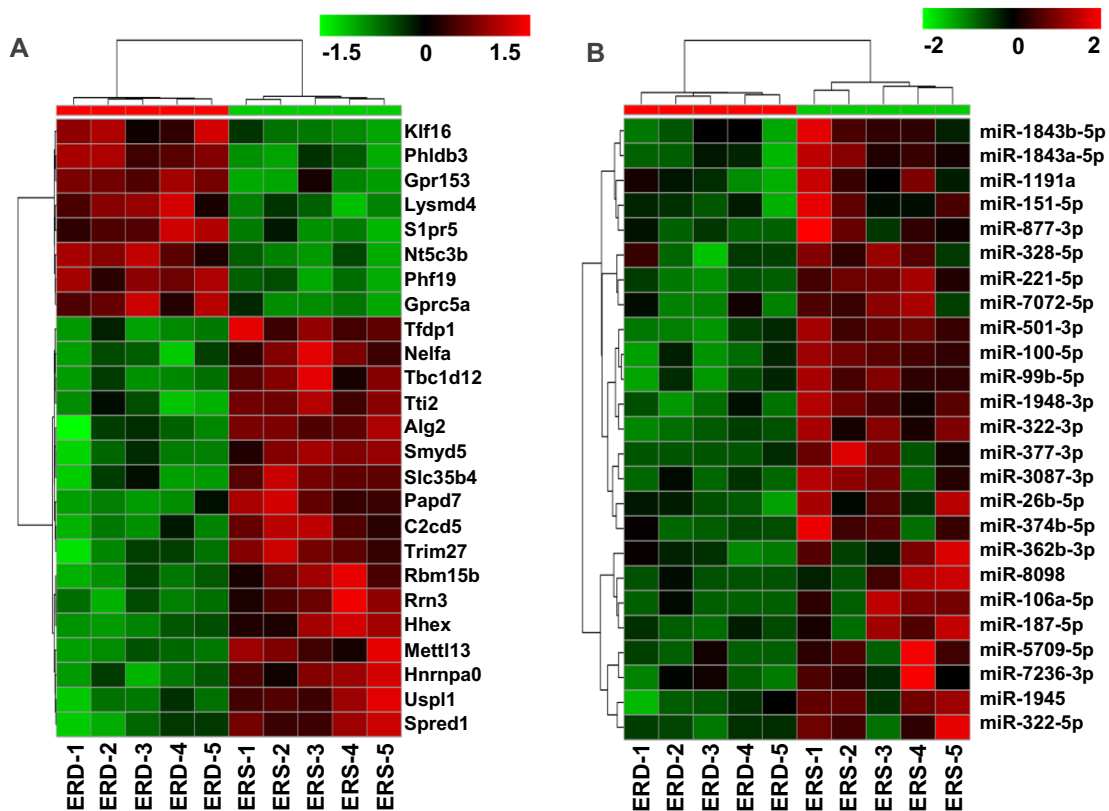 A
-1.5 0 1.5
Klf16
Phldb3
Gpr153
Lysmd4
S1pr5
Nt5c3b
Phf19
Gprc5a
Tfdp1
Nelfa
Tbc1d12
Tti2
Alg2
Smyd5
Slc35b4
Papd7
C2cd5
Trim27
Rbm15b
Rrn3
Hhex
Mettl13
Hnrnpa0
Uspl1
Spred1
ERD-1 ERD-2 ERD-3 ERD-4 ERD-5 ERS-1 ERS-2 ERS-3 ERS-4 ERS-5
B
-2 0 2
miR-1843b-5p
miR-1843a-5p
miR-1191a
miR-151-5p
miR-877-3p
miR-328-5p
miR-221-5p
miR-7072-5p
miR-501-3p
miR-100-5p
miR-99b-5p
miR-1948-3p
miR-322-3p
miR-377-3p
miR-3087-3p
miR-26b-5p
miR-374b-5p
miR-362b-3p
miR-8098
miR-106a-5p
miR-187-5p
miR-5709-5p
miR-7236-3p
miR-1945
miR-322-5p
ERD-1 ERD-2 ERD-3 ERD-4 ERD-5 ERS-1 ERS-2 ERS-3 ERS-4 ERS-5